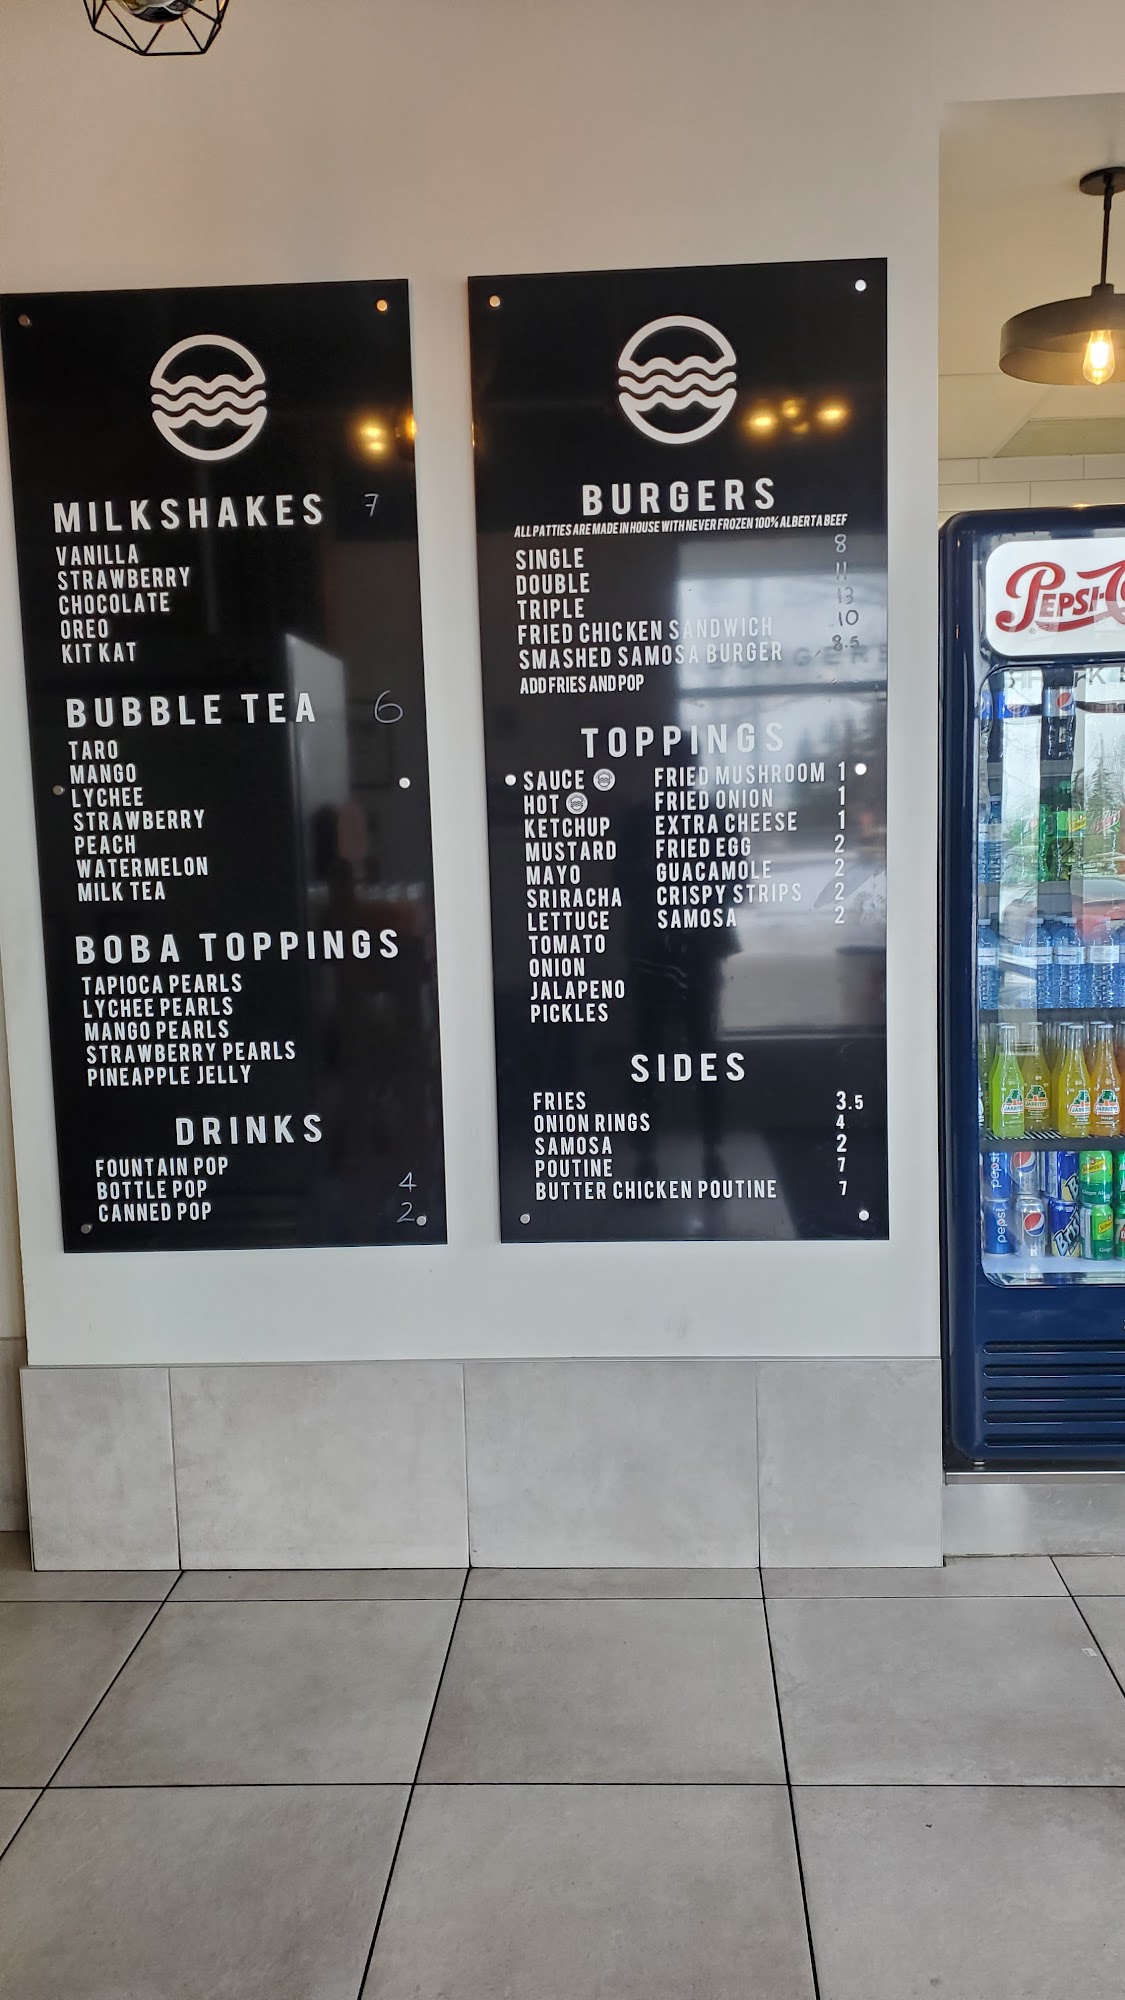 MILKSHAKES 7
VANILLA
STRAWBERRY
CHOCOLATE
OREO
KIT KAT
BUBBLE TEA 6
TARO
MANGO
LYCHEE
STRAWBERRY
PEACH
WATERMELON
MILK TEA
BOBA TOPPINGS
TAPIOCA PEARLS
LYCHEE PEARLS
MANGO PEARLS
STRAWBERRY PEARLS
PINEAPPLE JELLY
DRINKS
FOUNTAIN POP
BOTTLE POP 4
CANNED POP 2
BURGERS
ALL PATTIES ARE MADE IN HOUSE WITH NEVER FROZEN 100% ALBERTA BEEF
SINGLE 8
DOUBLE 11
TRIPLE 13
FRIED CHICKEN SANDWICH 10
SMASHED SAMOSA BURGER 8.5
ADD FRIES AND POP
TOPPINGS
SAUCE
HOT
KETCHUP
MUSTARD
MAYO
SRIRACHA
LETTUCE
TOMATO
ONION
JALAPENO
PICKLES
FRIED MUSHROOM 1
FRIED ONION 1
EXTRA CHEESE 1
FRIED EGG 2
GUACAMOLE 2
CRISPY STRIPS 2
SAMOSA 2
SIDES
FRIES 3.5
ONION RINGS 4
SAMOSA 2
POUTINE 7
BUTTER CHICKEN POUTINE 7
PEPSI
pepsi
pepsi